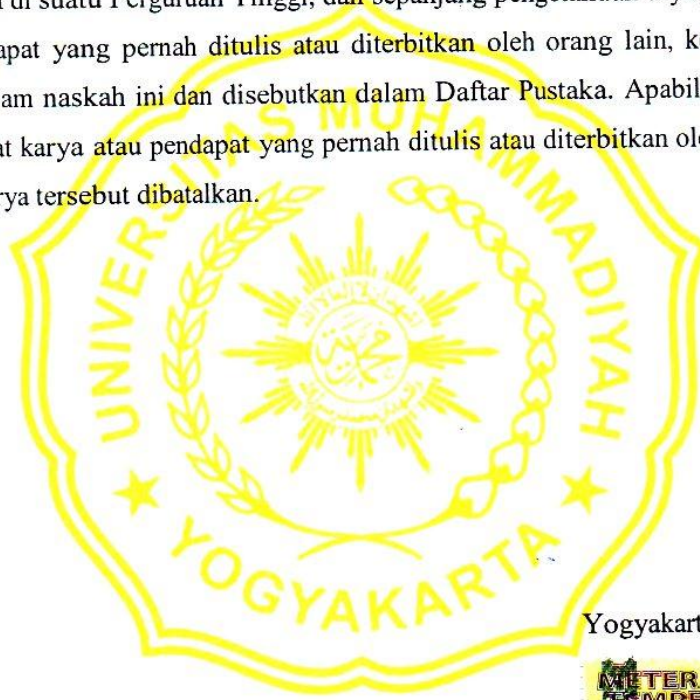 di suatu Perguruan Tinggi, dan sepanjang
apat yang pernah ditulis atau diterbitkan oleh orang lain, k
am naskah ini dan disebutkan dalam Daftar Pustaka. Apabil
at karya atau pendapat yang pernah ditulis atau diterbitkan ol
rya tersebut dibatalkan.
UNIVERSITAS MUHAMMADIYAH
YOGYAKARTA
Yogyakart
METER
TEMPE